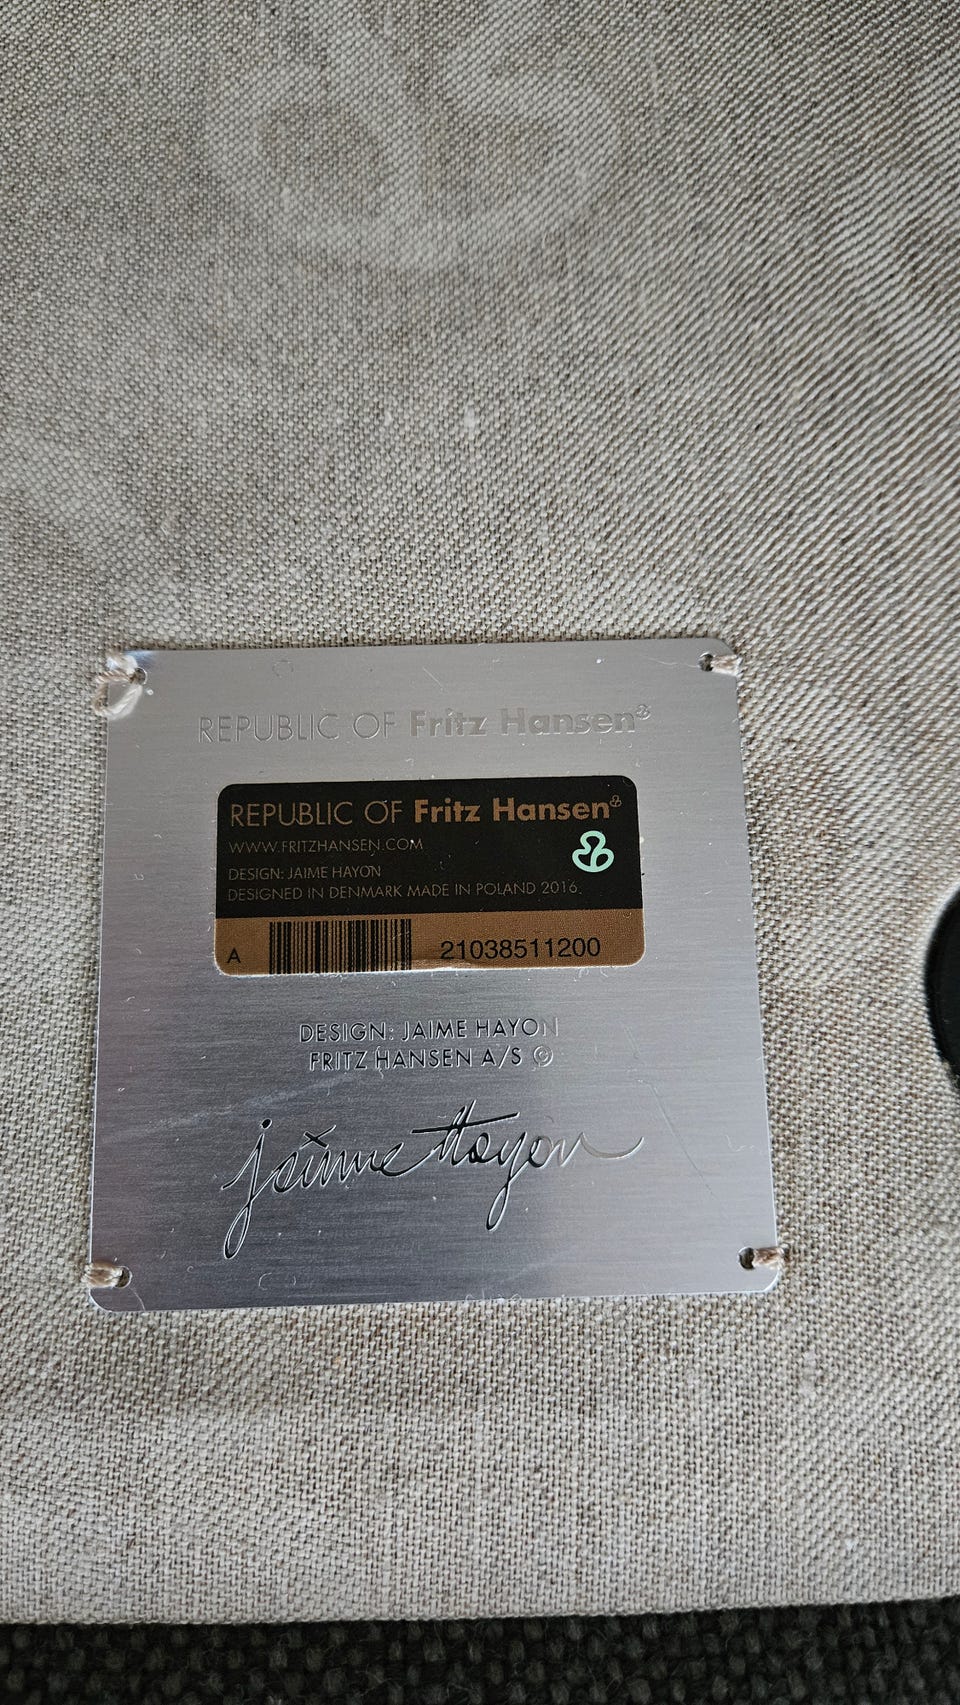 REPUBLIC OF Fritz Hansen
REPUBLIC OF Fritz Hansen
WWW.FRITZHANSEN.COM
DESIGN: JAIME HAYON
DESIGNED IN DENMARK MADE IN POLAND 2016.
A 21038511200
DESIGN: JAIME HAYON
FRITZ HANSEN A/S ©
jaime Hayon